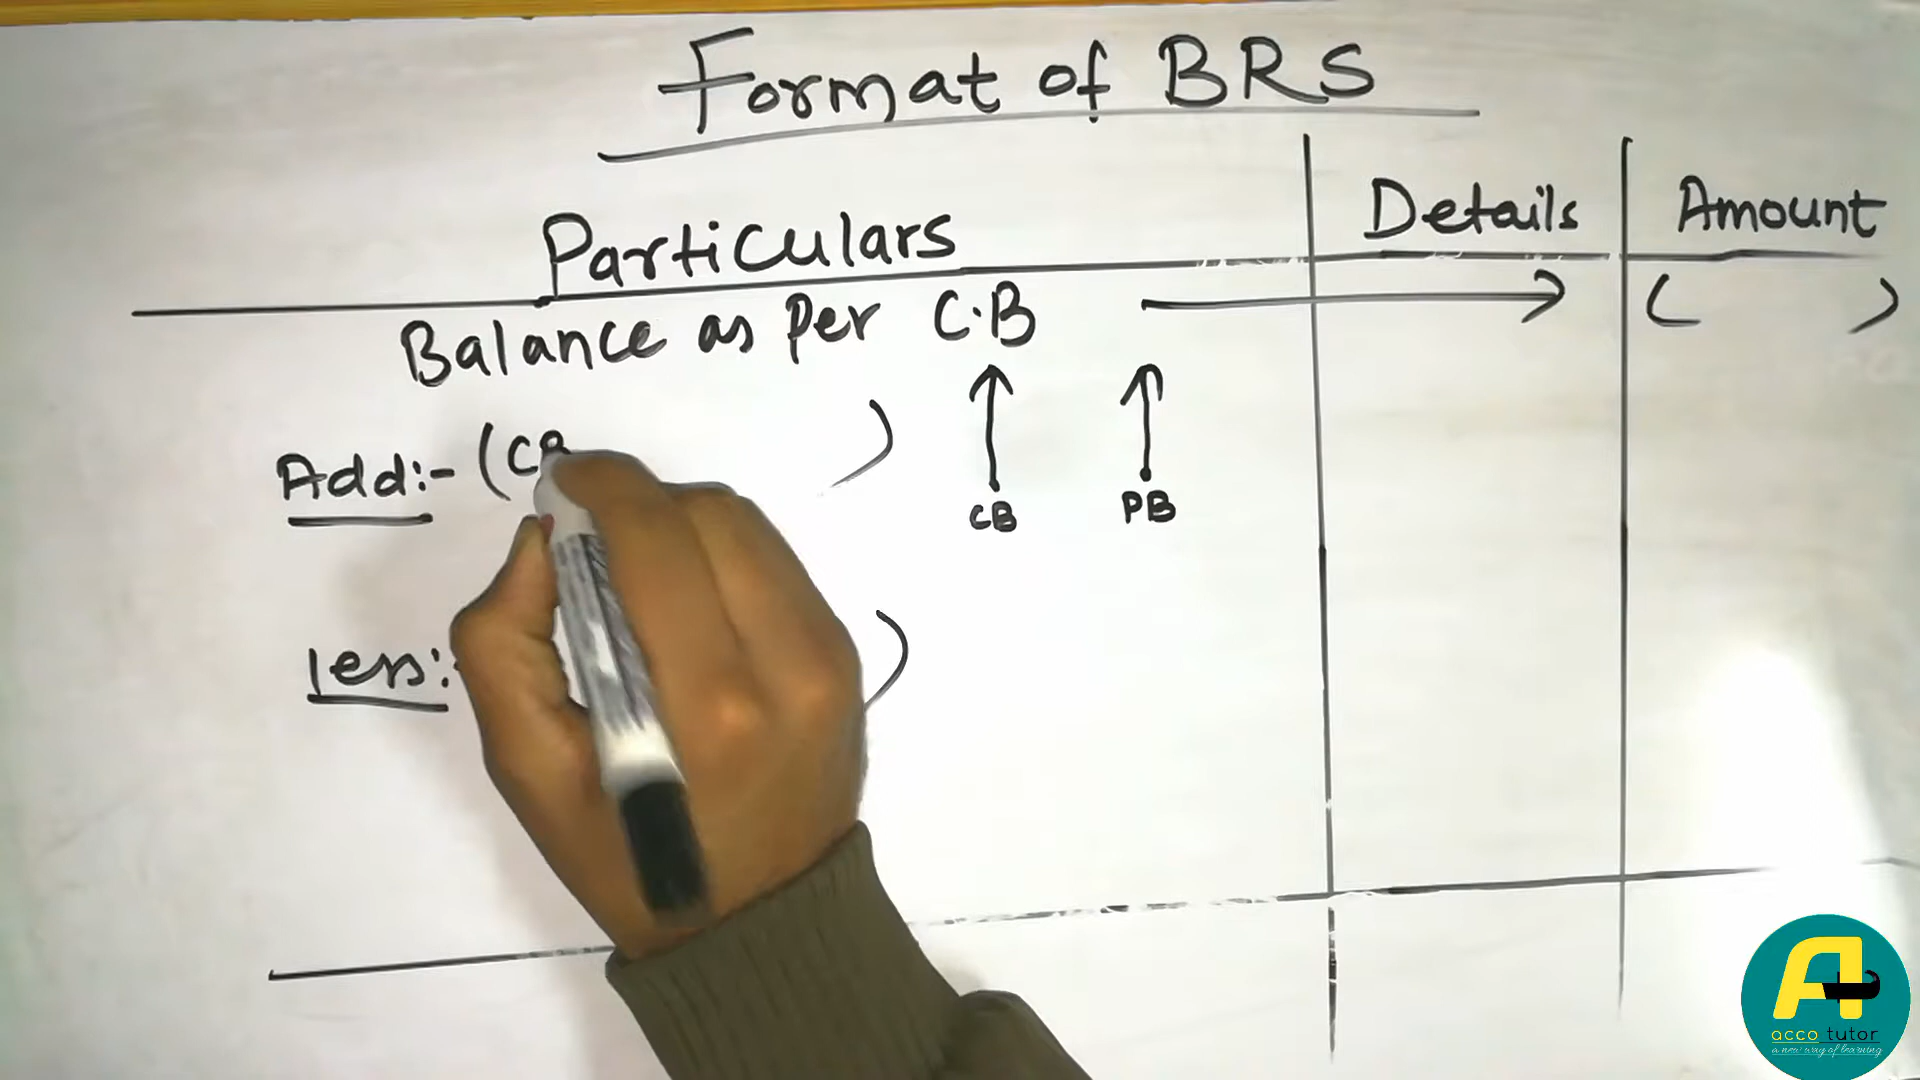 Format of BRS
Particulars Details Amount
Balance as Per C.B ( )
Add:- (CB )
CB PB
less: )
A+
acco tutor
a new way of learning